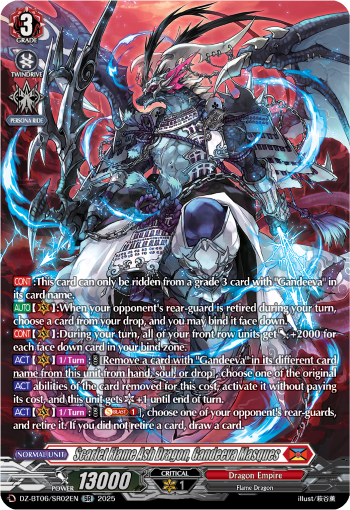 3
GRADE
TWINDRIVE
PERSONA RIDE
CONT:This card can only be ridden from a grade 3 card with "Gandeeva" in
its card name.
AUTO【】:When your opponent's rear-guard is retired during your turn,
choose a card from your drop, and you may bind it face down.
CONT【】:During your turn, all of your front row units get +2000 for
each face down card in your bind zone.
ACT【】1/Turn:[Remove a card with "Gandeeva" in its different card
name from this unit from hand, soul, or drop], choose one of the original
ACT abilities of the card removed for this cost, activate it without paying
its cost, and this unit gets +1 until end of turn.
ACT【】1/Turn:BLAST 1, choose one of your opponent's rear-guards,
and retire it! If you did not retire a card, draw a card.
NORMAL UNIT
Scarlet Flame Ash Dragon, Gandeeva Masques
POWER 13000
CRITICAL
1
Dragon Empire
Flame Dragon
DZ-BT06/SR02EN SR 2025
illust/萩谷薫